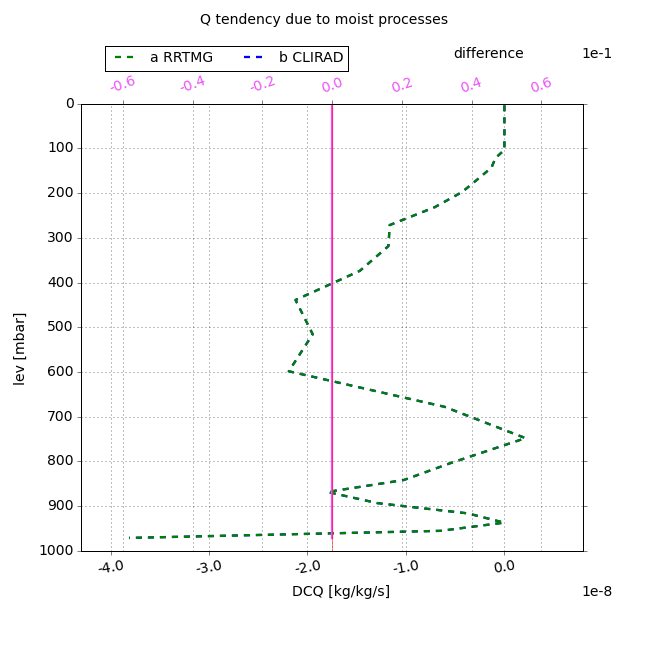 Q tendency due to moist processes
a RRTMG b CLIRAD difference 1e-1
-0.6 -0.4 -0.2 0.0 0.2 0.4 0.6
0
100
200
300
400
500
600
700
800
900
1000
lev [mbar]
-4.0 -3.0 -2.0 -1.0 0.0
DCQ [kg/kg/s] 1e-8